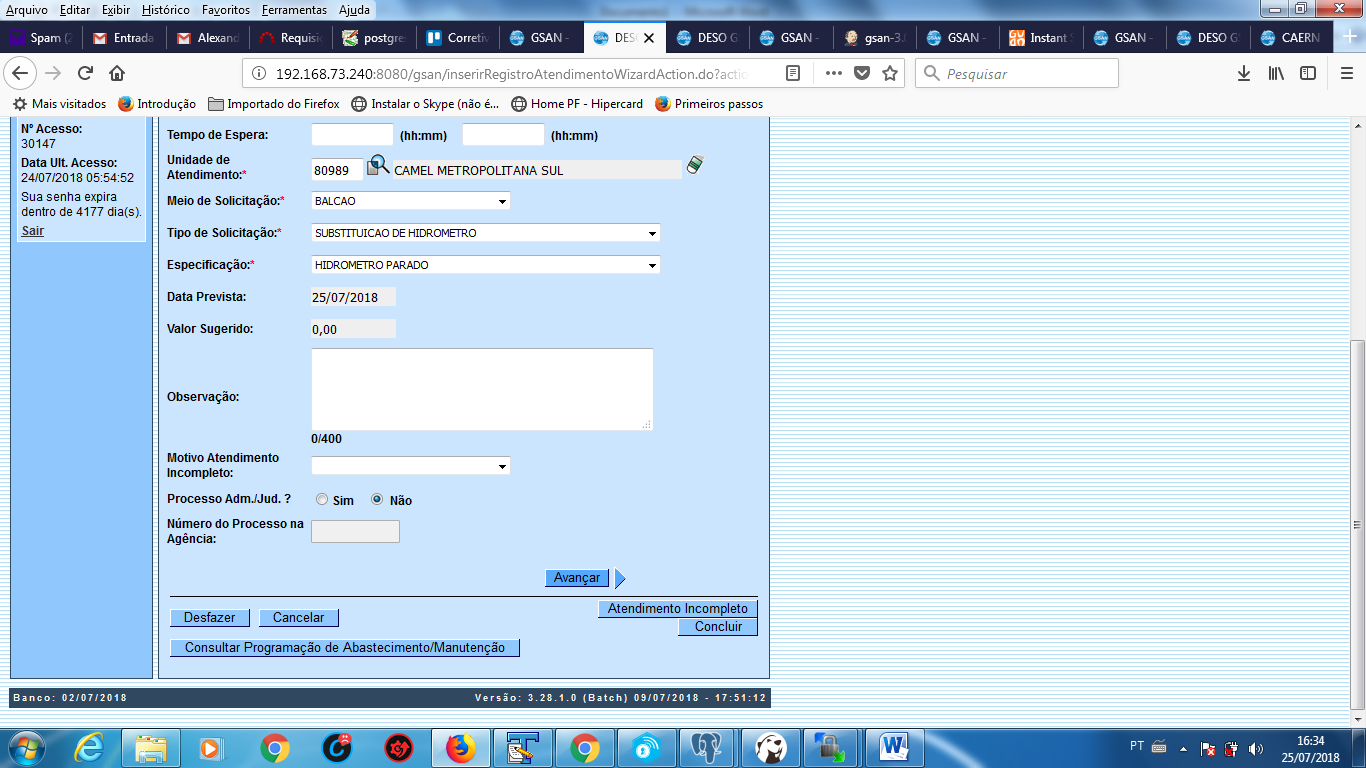 Arquivo Editar Exibir Histórico Favoritos Ferramentas Ajuda
Spam (2 Entrada Alexand Requisi postgre Corretiv GSAN - DES DESO G GSAN - gsan-3. GSAN - Instant S GSAN - DESO G CAERN
192.168.73.240:8080/gsan/inserirRegistroAtendimentoWizardAction.do?actio
Pesquisar
Mais visitados Introdução Importado do Firefox Instalar o Skype (não é... Home PF - Hipercard Primeiros passos
Nº Acesso:
30147
Data Ult. Acesso:
24/07/2018 05:54:52
Sua senha expira
dentro de 4177 dia(s).
Sair
Tempo de Espera: (hh:mm) (hh:mm)
Unidade de
Atendimento:* 80989 CAMEL METROPOLITANA SUL
Meio de Solicitação:* BALCAO
Tipo de Solicitação:* SUBSTITUICAO DE HIDROMETRO
Especificação:* HIDROMETRO PARADO
Data Prevista: 25/07/2018
Valor Sugerido: 0,00
Observação:
0/400
Motivo Atendimento
Incompleto:
Processo Adm./Jud. ? Sim Não
Número do Processo na
Agência:
Avançar
Desfazer Cancelar Atendimento Incompleto
Concluir
Consultar Programação de Abastecimento/Manutenção
Banco: 02/07/2018 Versão: 3.28.1.0 (Batch) 09/07/2018 - 17:51:12
PT 16:34
25/07/2018